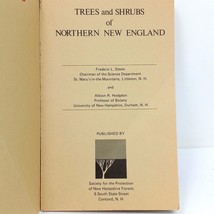 TREES and SHRUBS
of
NORTHERN NEW ENGLAND
Frederic L. Steele
Chairman of the Science Department
St. Mary's-in-the-Mountains, Littleton, N. H.
and
Albion R. Hodgdon
Professor of Botany
University of New Hampshire, Durham, N. H.
PUBLISHED BY
Society for the Protection
of New Hampshire Forests
5 South State Street
Concord, N. H.